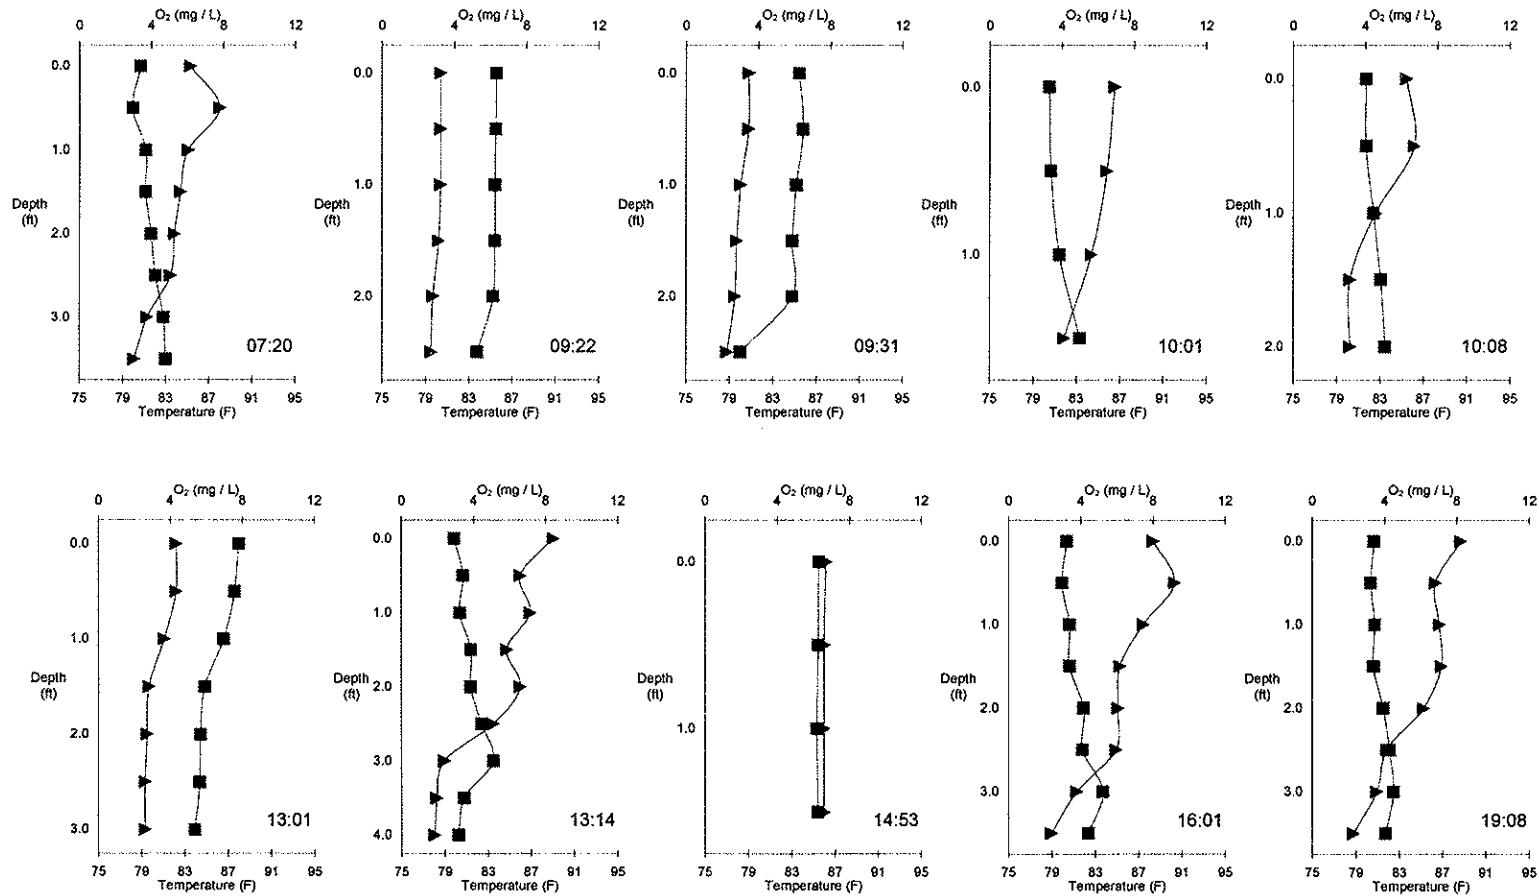 O₂ (mg / L)
0 4 8 12
0.0
1.0
Depth
(ft)
2.0
3.0
07:20
75 79 83 87 91 95
Temperature (F)
O₂ (mg / L)
0 4 8 12
0.0
1.0
Depth
(ft)
2.0
09:22
75 79 83 87 91 95
Temperature (F)
O₂ (mg / L)
0 4 8 12
0.0
1.0
Depth
(ft)
2.0
09:31
75 79 83 87 91 95
Temperature (F)
O₂ (mg / L)
0 4 8 12
0.0
Depth
(ft)
1.0
10:01
75 79 83 87 91 95
Temperature (F)
O₂ (mg / L)
0 4 8 12
0.0
Depth
(ft)
1.0
2.0
10:08
75 79 83 87 91 95
Temperature (F)
O₂ (mg / L)
0 4 8 12
0.0
1.0
Depth
(ft)
2.0
3.0
13:01
75 79 83 87 91 95
Temperature (F)
O₂ (mg / L)
0 4 8 12
0.0
1.0
Depth
(ft)
2.0
3.0
4.0
13:14
75 79 83 87 91 95
Temperature (F)
O₂ (mg / L)
0 4 8 12
0.0
Depth
(ft)
1.0
14:53
75 79 83 87 91 95
Temperature (F)
O₂ (mg / L)
0 4 8 12
0.0
1.0
Depth
(ft)
2.0
3.0
16:01
75 79 83 87 91 95
Temperature (F)
O₂ (mg / L)
0 4 8 12
0.0
1.0
Depth
(ft)
2.0
3.0
19:08
75 79 83 87 91 95
Temperature (F)